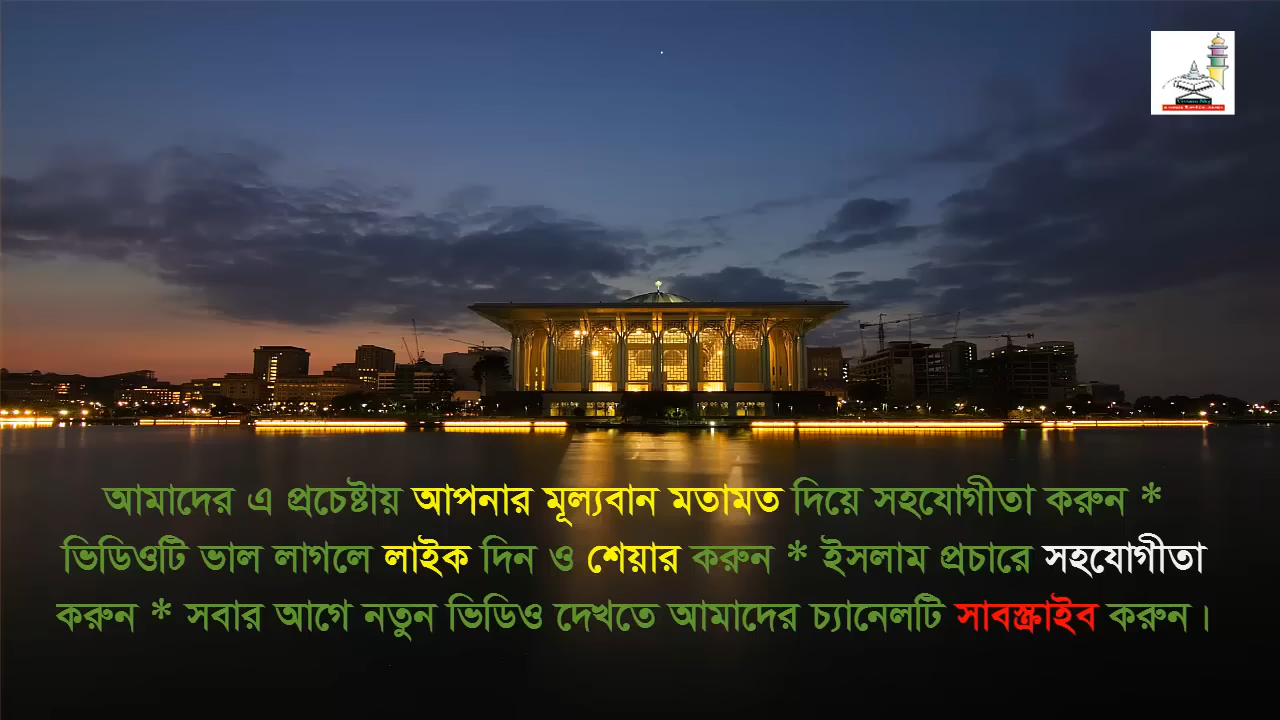 আমাদের এ প্রচেষ্টায় আপনার মূল্যবান মতামত দিয়ে সহযোগীতা করুন *
ভিডিওটি ভাল লাগলে লাইক দিন ও শেয়ার করুন * ইসলাম প্রচারে সহযোগীতা
করুন * সবার আগে নতুন ভিডিও দেখতে আমাদের চ্যানেলটি সাবস্ক্রাইব করুন।